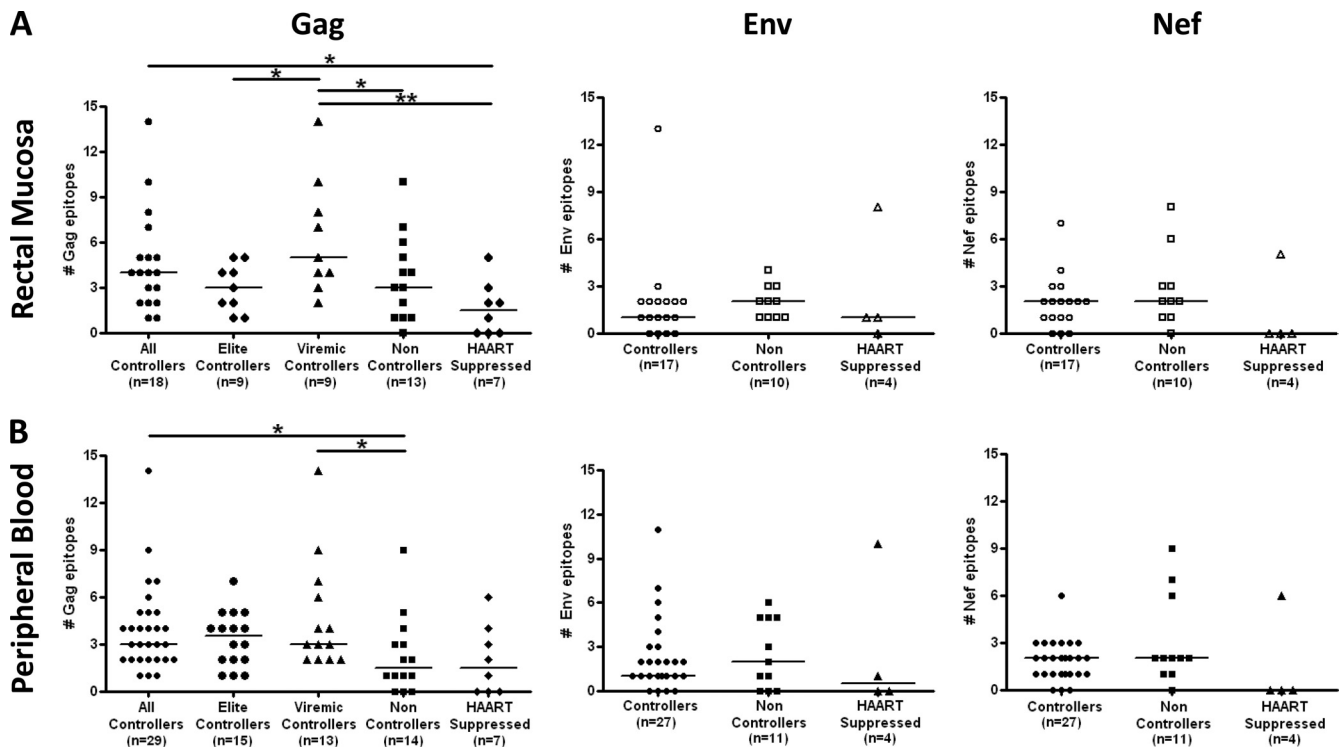 A
Gag
Env
Nef
Rectal Mucosa
*
*
*
**
# Gag epitopes
15
12
9
6
3
0
All Controllers (n=18)
Elite Controllers (n=9)
Viremic Controllers (n=9)
Non Controllers (n=13)
HAART Suppressed (n=7)
# Env epitopes
15
12
9
6
3
0
Controllers (n=17)
Non Controllers (n=10)
HAART Suppressed (n=4)
# Nef epitopes
15
12
9
6
3
0
Controllers (n=17)
Non Controllers (n=10)
HAART Suppressed (n=4)
B
Peripheral Blood
*
*
# Gag epitopes
15
12
9
6
3
0
All Controllers (n=29)
Elite Controllers (n=15)
Viremic Controllers (n=13)
Non Controllers (n=14)
HAART Suppressed (n=7)
# Env epitopes
15
12
9
6
3
0
Controllers (n=27)
Non Controllers (n=11)
HAART Suppressed (n=4)
# Nef epitopes
15
12
9
6
3
0
Controllers (n=27)
Non Controllers (n=11)
HAART Suppressed (n=4)